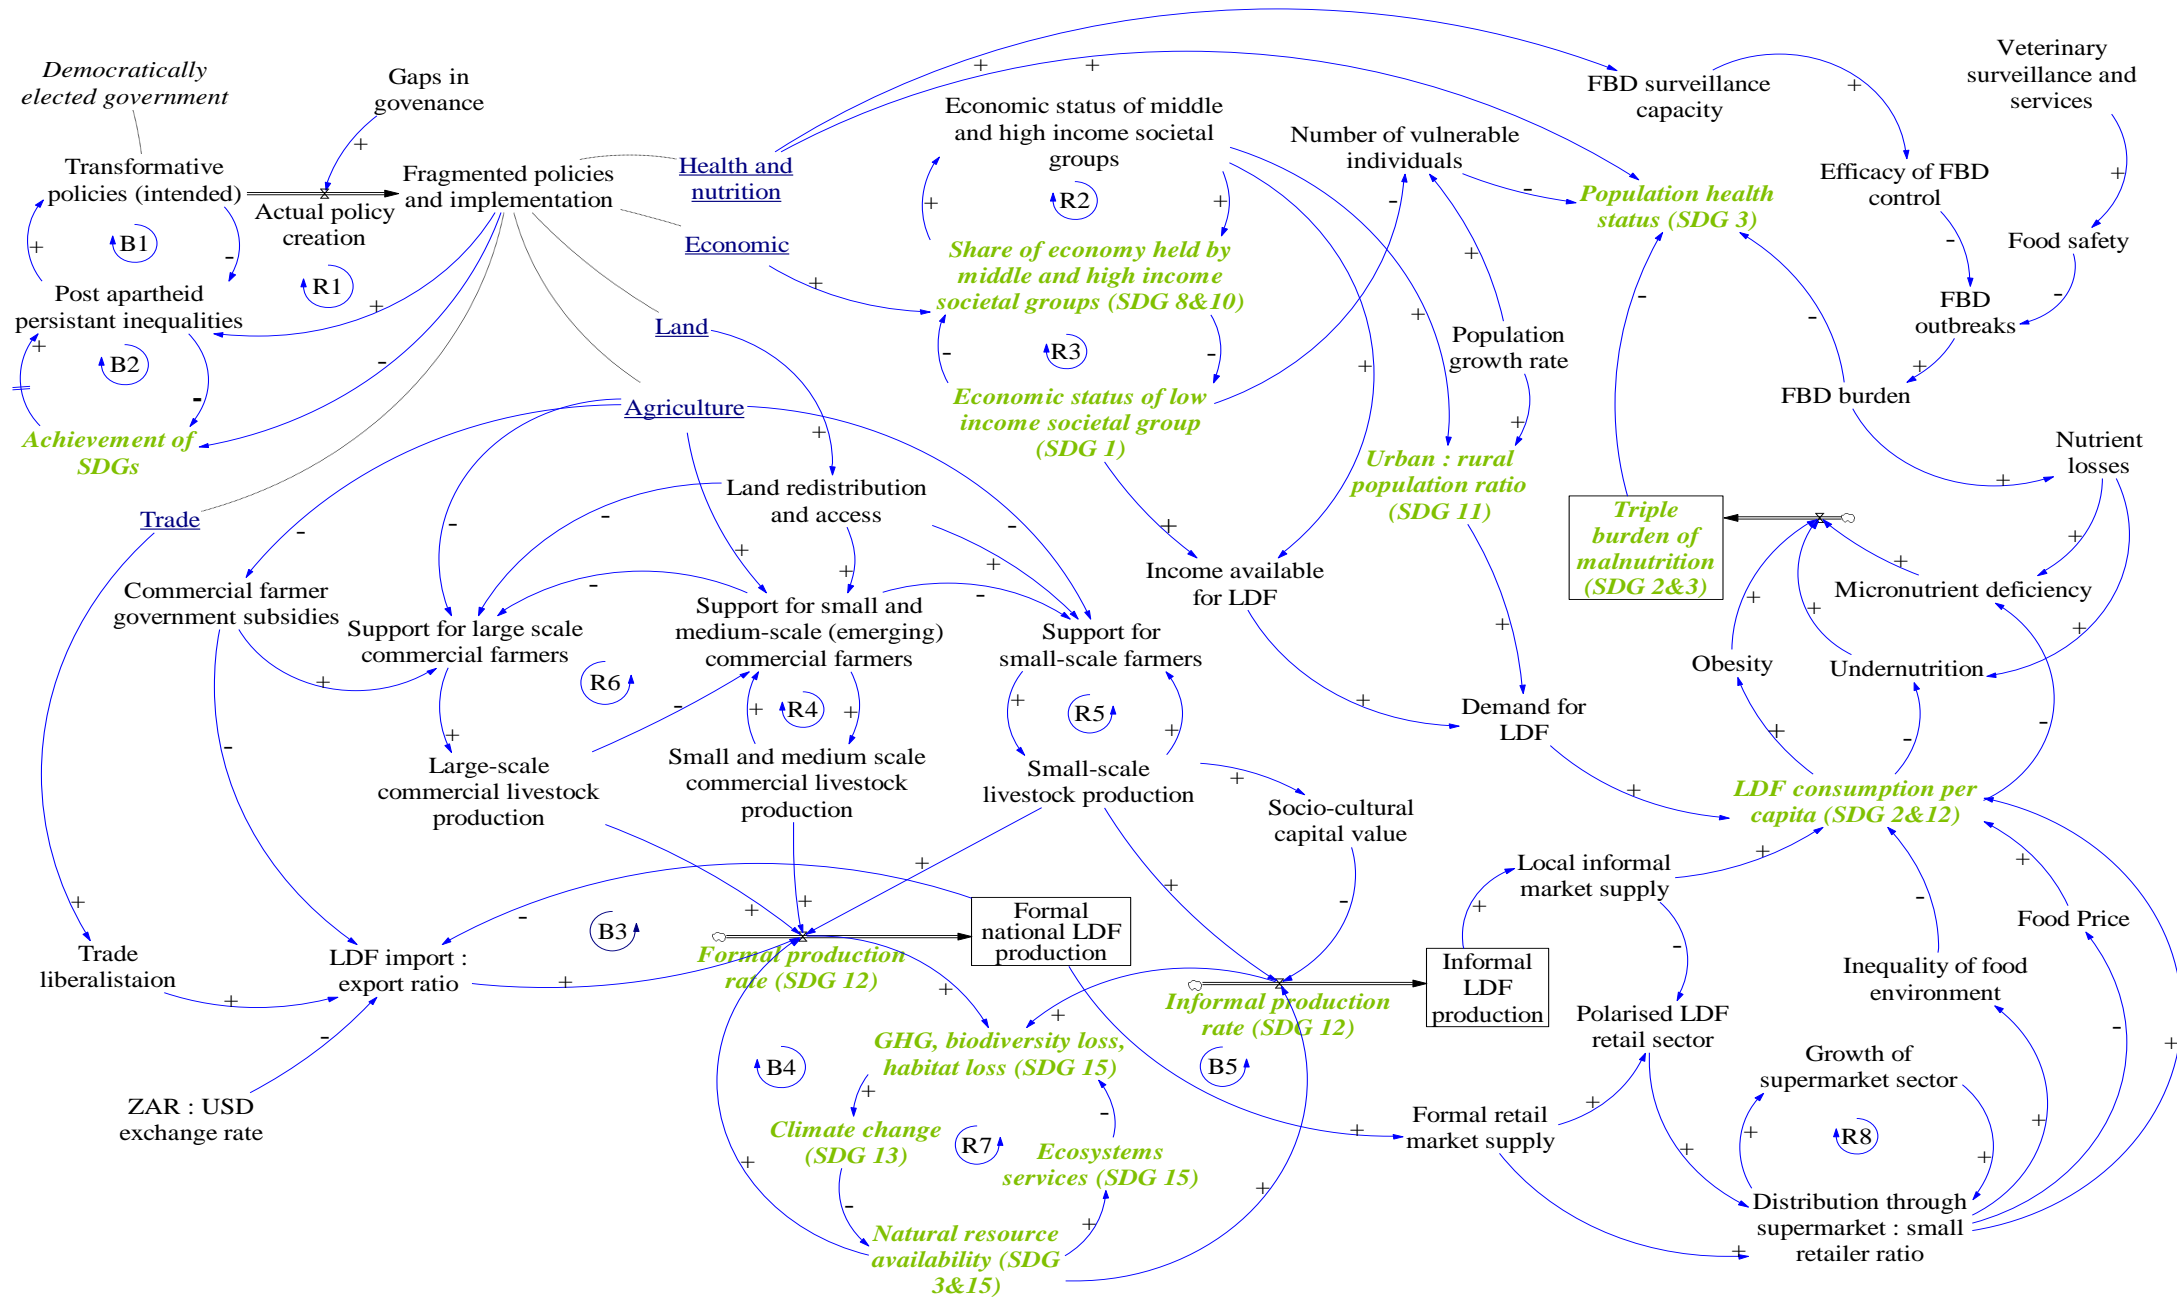 Democratically
elected government
Gaps in
govenance
Transformative
policies (intended)
Actual policy
creation
Fragmented policies
and implementation
B1
R1
Post apartheid
persistant inequalities
B2
Achievement of
SDGs
Health and
nutrition
Economic
Land
Agriculture
Trade
Economic status of middle
and high income societal
groups
R2
Share of economy held by
middle and high income
societal groups (SDG 8&10)
R3
Economic status of low
income societal group
(SDG 1)
Number of vulnerable
individuals
Population
growth rate
Urban : rural
population ratio
(SDG 11)
FBD surveillance
capacity
Veterinary
surveillance and
services
Efficacy of FBD
control
Population health
status (SDG 3)
Food safety
FBD
outbreaks
FBD burden
Nutrient
losses
Triple
burden of
malnutrition
(SDG 2&3)
Micronutrient deficiency
Obesity
Undernutrition
Land redistribution
and access
Commercial farmer
government subsidies
Support for large scale
commercial farmers
Support for small and
medium-scale (emerging)
commercial farmers
Support for
small-scale farmers
Income available
for LDF
R6
R4
R5
Demand for
LDF
Large-scale
commercial livestock
production
Small and medium scale
commercial livestock
production
Small-scale
livestock production
Socio-cultural
capital value
LDF consumption per
capita (SDG 2&12)
Local informal
market supply
Food Price
B3
Formal
national LDF
production
Formal production
rate (SDG 12)
Trade
liberalistaion
LDF import :
export ratio
Informal
LDF
production
Informal production
rate (SDG 12)
Inequality of food
environment
Polarised LDF
retail sector
GHG, biodiversity loss,
habitat loss (SDG 15)
B4
B5
Growth of
supermarket sector
ZAR : USD
exchange rate
Climate change
(SDG 13)
R7
Ecosystems
services (SDG 15)
Formal retail
market supply
R8
Natural resource
availability (SDG
3&15)
Distribution through
supermarket : small
retailer ratio